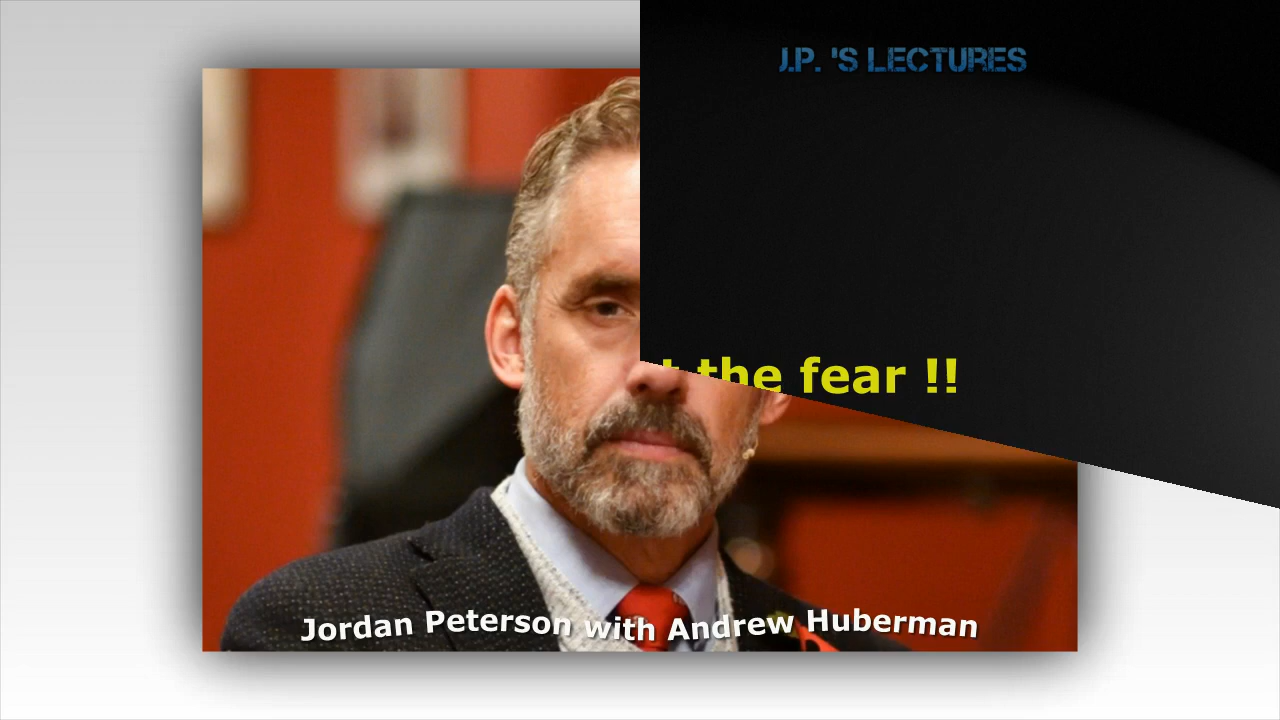 J.P. 'S LECTURES
the fear !!
Jordan Peterson with Andrew Huberman